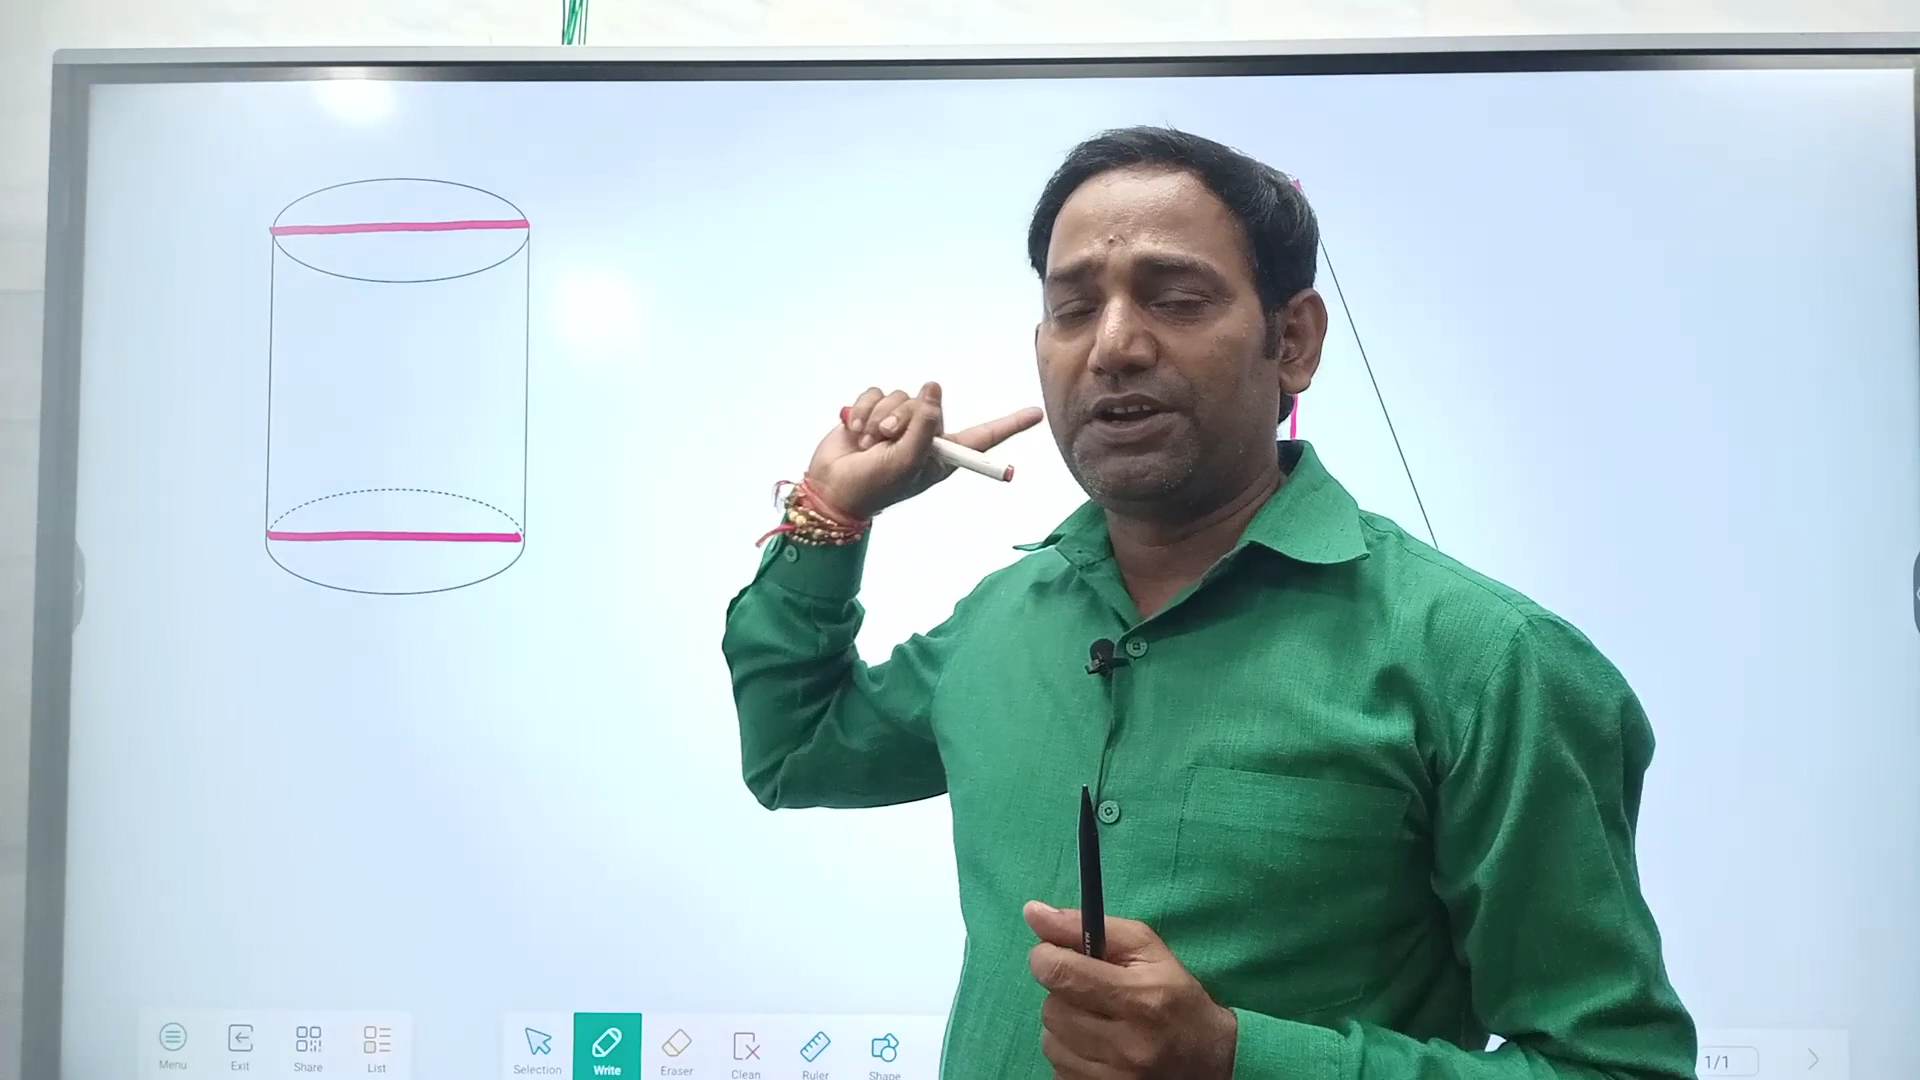 Menu
Exit
Share
List
Selection
Write
Eraser
Clean
Ruler
Shape
1/1